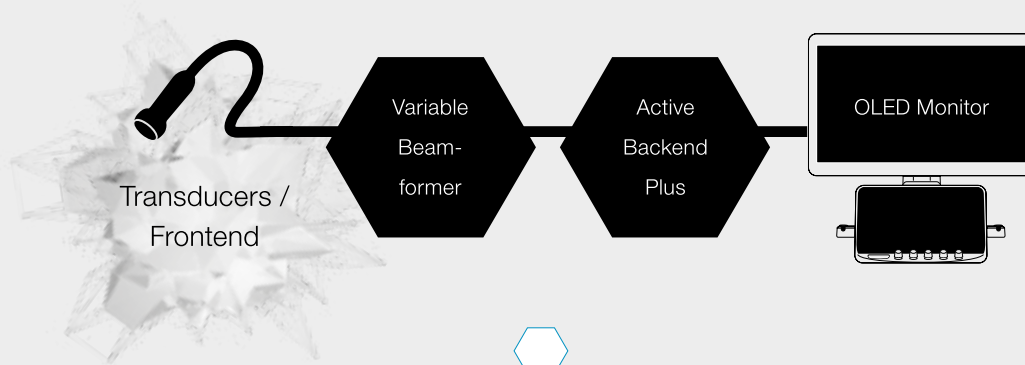 Transducers /
Frontend
Variable
Beam-
former
Active
Backend
Plus
OLED Monitor